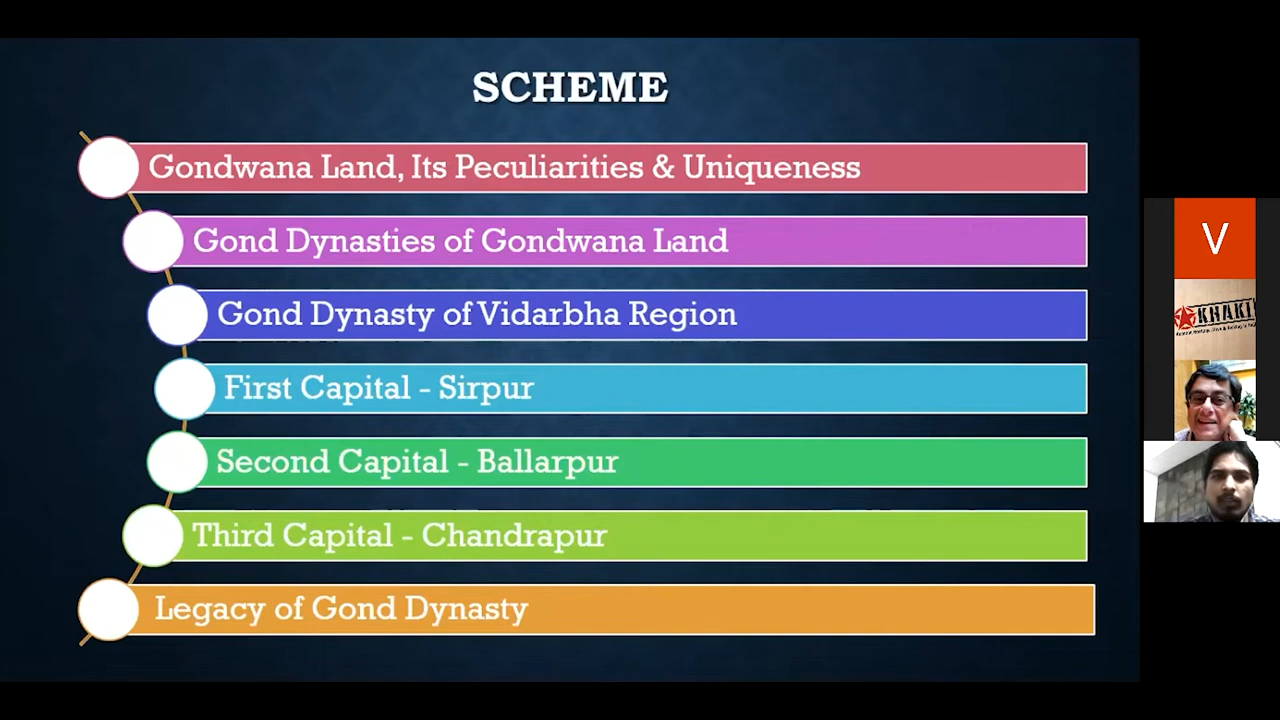 SCHEME
Gondwana Land, Its Peculiarities & Uniqueness
Gond Dynasties of Gondwana Land
Gond Dynasty of Vidarbha Region
First Capital - Sirpur
Second Capital - Ballarpur
Third Capital - Chandrapur
Legacy of Gond Dynasty
V
KHAKI